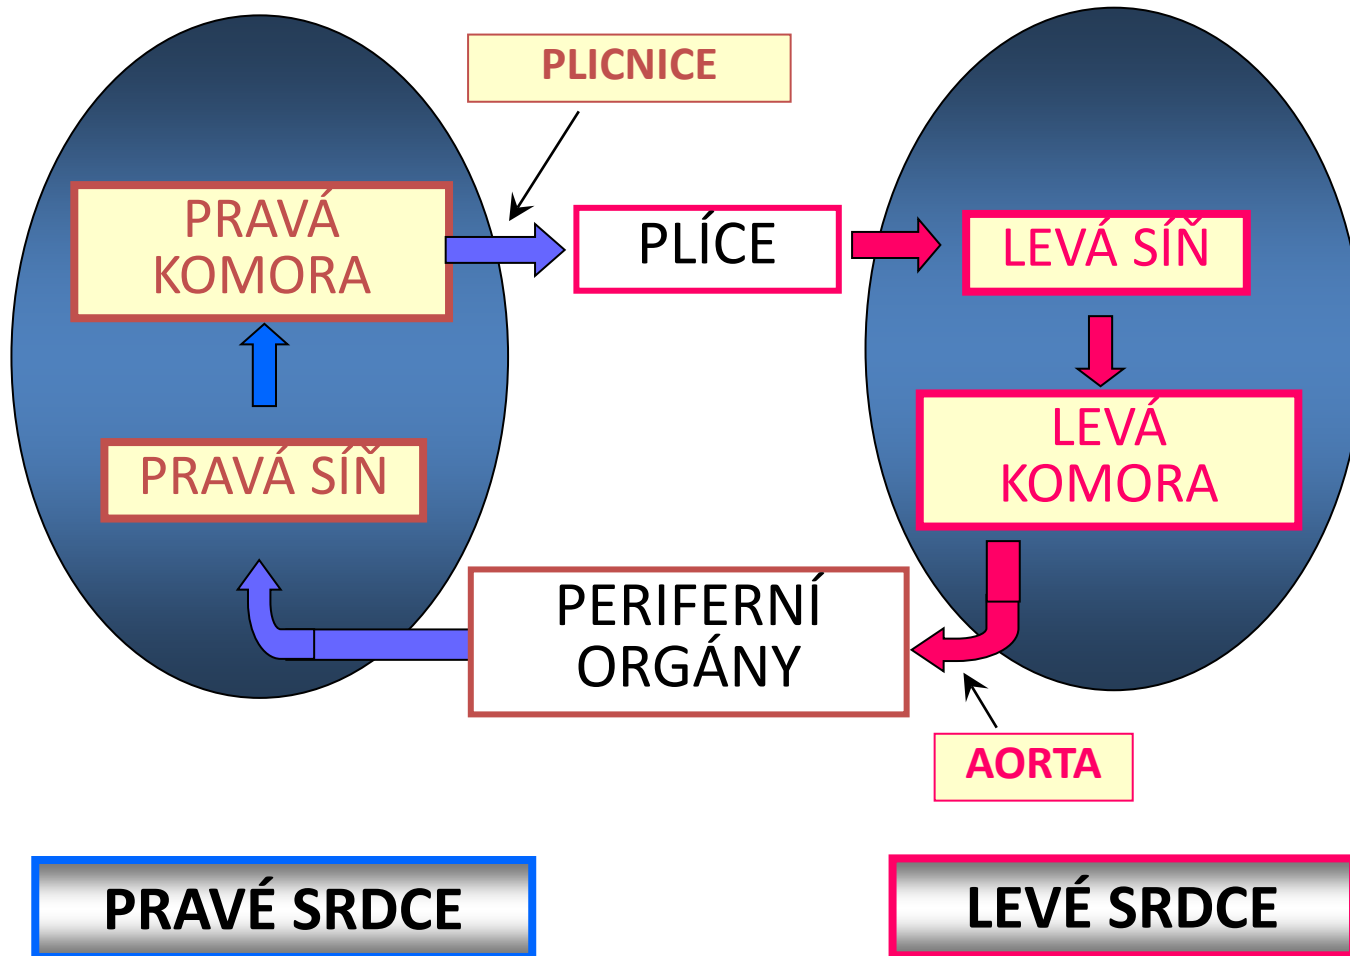 PLICNICE
PRAVÁ
KOMORA
PLÍCE
LEVÁ SÍŇ
PRAVÁ SÍŇ
LEVÁ
KOMORA
PERIFERNÍ
ORGÁNY
AORTA
PRAVÉ SRDCE
LEVÉ SRDCE